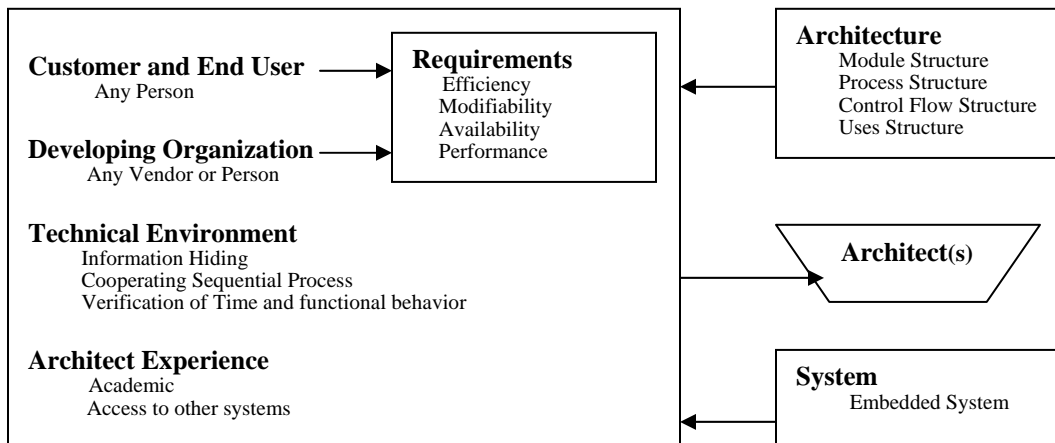 Customer and End User
Any Person
Developing Organization
Any Vendor or Person
Requirements
Efficiency
Modifiability
Availability
Performance
Technical Environment
Information Hiding
Cooperating Sequential Process
Verification of Time and functional behavior
Architect Experience
Academic
Access to other systems
Architecture
Module Structure
Process Structure
Control Flow Structure
Uses Structure
Architect(s)
System
Embedded System